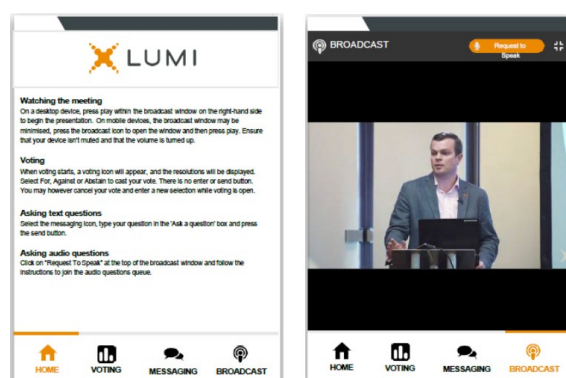 LUMI
Watching the meeting
On a desktop device, press play within the broadcast window on the right-hand side
to begin the presentation. On mobile devices, the broadcast window may be
minimised, press the broadcast icon to open the window and then press play. Ensure
that your device isn't muted and that the volume is turned up.
Voting
When voting starts, a voting icon will appear, and the resolutions will be displayed.
Select For, Against or Abstain to cast your vote. There is no enter or send button.
You may however cancel your vote and enter a new selection while voting is open.
Asking text questions
Select the messaging icon, type your question in the 'Ask a question' box and press
the send button.
Asking audio questions
Click on "Request To Speak" at the top of the broadcast window and follow the
instructions to join the audio questions queue.
HOME VOTING MESSAGING BROADCAST
BROADCAST
Request to
Speak
HOME VOTING MESSAGING BROADCAST